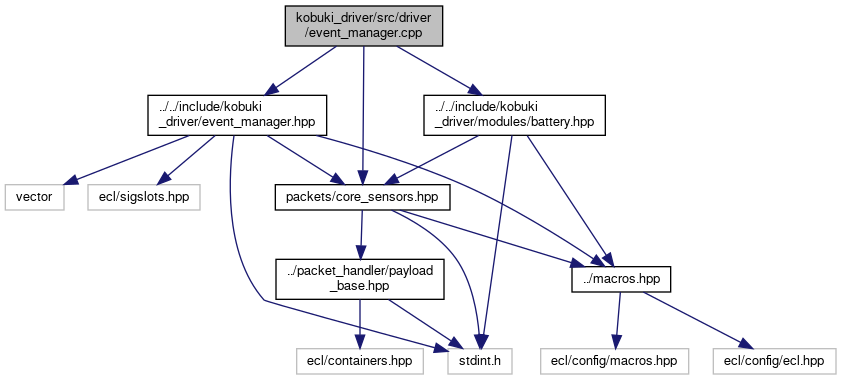 kobuki_driver/src/driver
/event_manager.cpp
../../include/kobuki
_driver/event_manager.hpp
../../include/kobuki
_driver/modules/battery.hpp
vector
ecl/sigslots.hpp
packets/core_sensors.hpp
../packet_handler/payload
_base.hpp
../macros.hpp
ecl/containers.hpp
stdint.h
ecl/config/macros.hpp
ecl/config/ecl.hpp